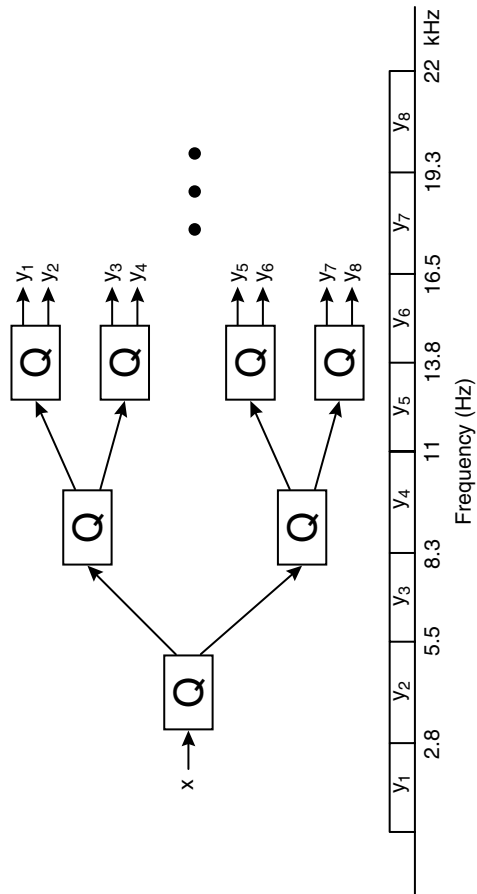 x
Q
Q
Q
Q
Q
Q
Q
y1
y2
y3
y4
y5
y6
y7
y8
y1 y2 y3 y4 y5 y6 y7 y8
2.8 5.5 8.3 11 13.8 16.5 19.3 22 kHz
Frequency (Hz)